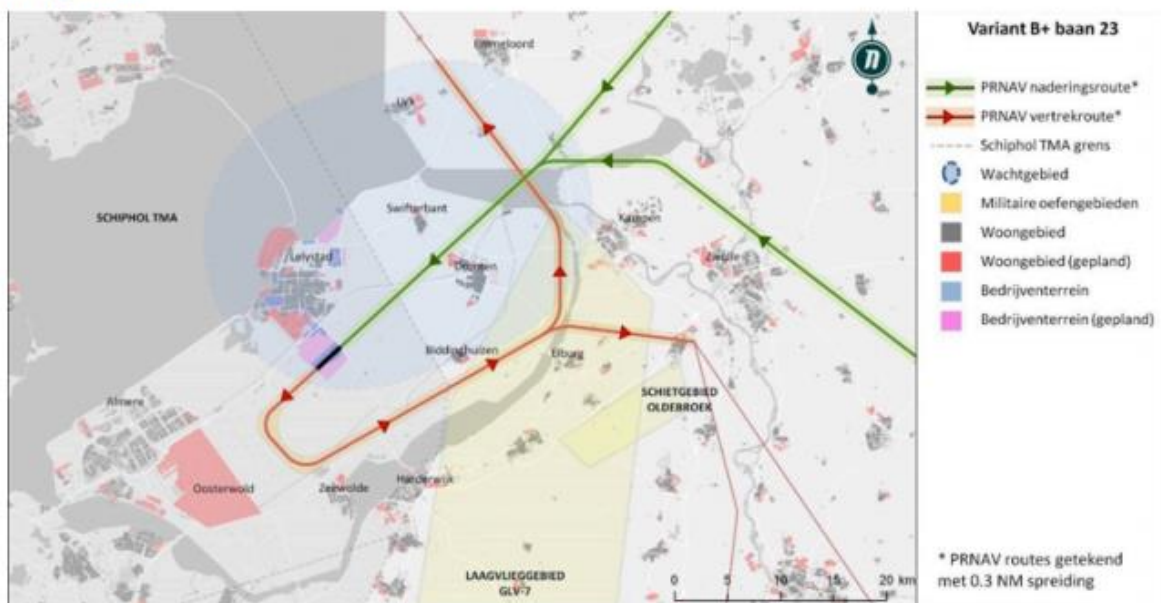 Variant B+ baan 23
PRNAV naderingsroute*
PRNAV vertrekroute*
Schiphol TMA grens
Wachtgebied
Militaire oefengebieden
Woongebied
Woongebied (gepland)
Bedrijventerrein
Bedrijventerrein (gepland)
n
Emmeloord
Urk
SCHIPHOL TMA
Swifterbant
Kampen
Lelystad
Dronten
Zwolle
Biddinghuizen
Elburg
SCHIETGEBIED
OLDEBROEK
Almere
Oosterwold
Zeewolde
Harderwijk
LAAGVLIEGGEBIED
GLV-7
0 5 10 20 km
* PRNAV routes getekend
met 0.3 NM spreiding